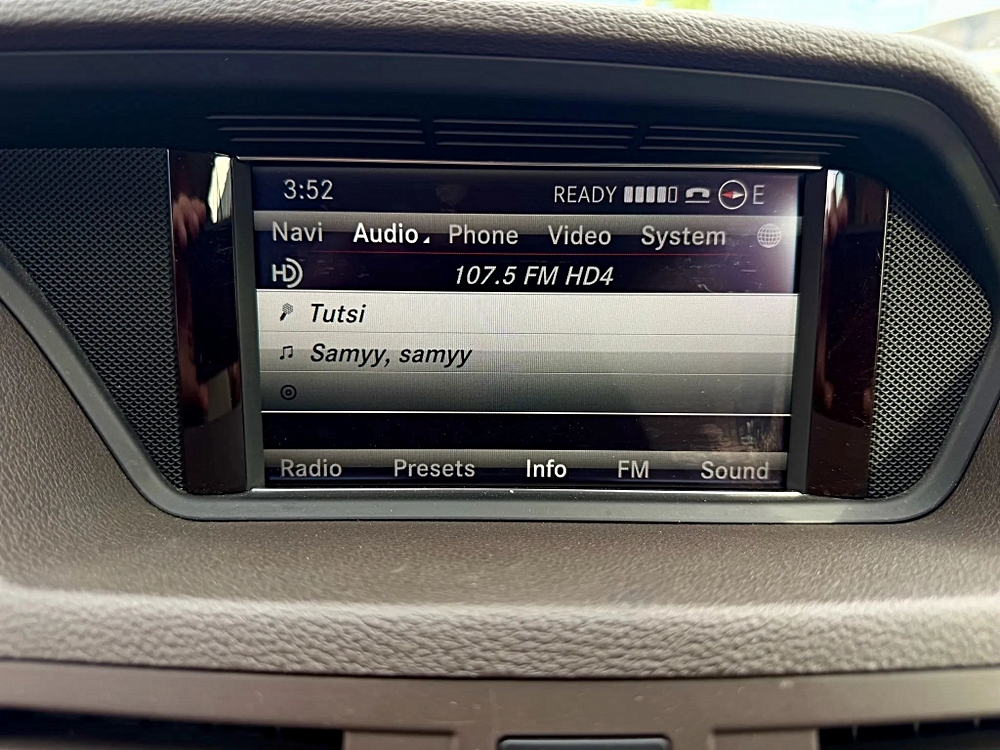 3:52 READY E
Navi Audio Phone Video System
HD 107.5 FM HD4
Tutsi
Samyy, samyy
Radio Presets Info FM Sound